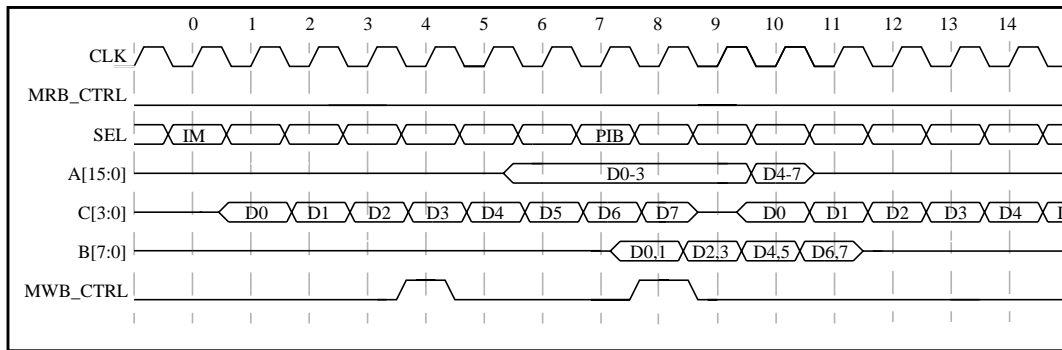 0 1 2 3 4 5 6 7 8 9 10 11 12 13 14
CLK
MRB_CTRL
SEL IM PIB
A[15:0] D0-3 D4-7
C[3:0] D0 D1 D2 D3 D4 D5 D6 D7 D0 D1 D2 D3 D4
B[7:0] D0,1 D2,3 D4,5 D6,7
MWB_CTRL